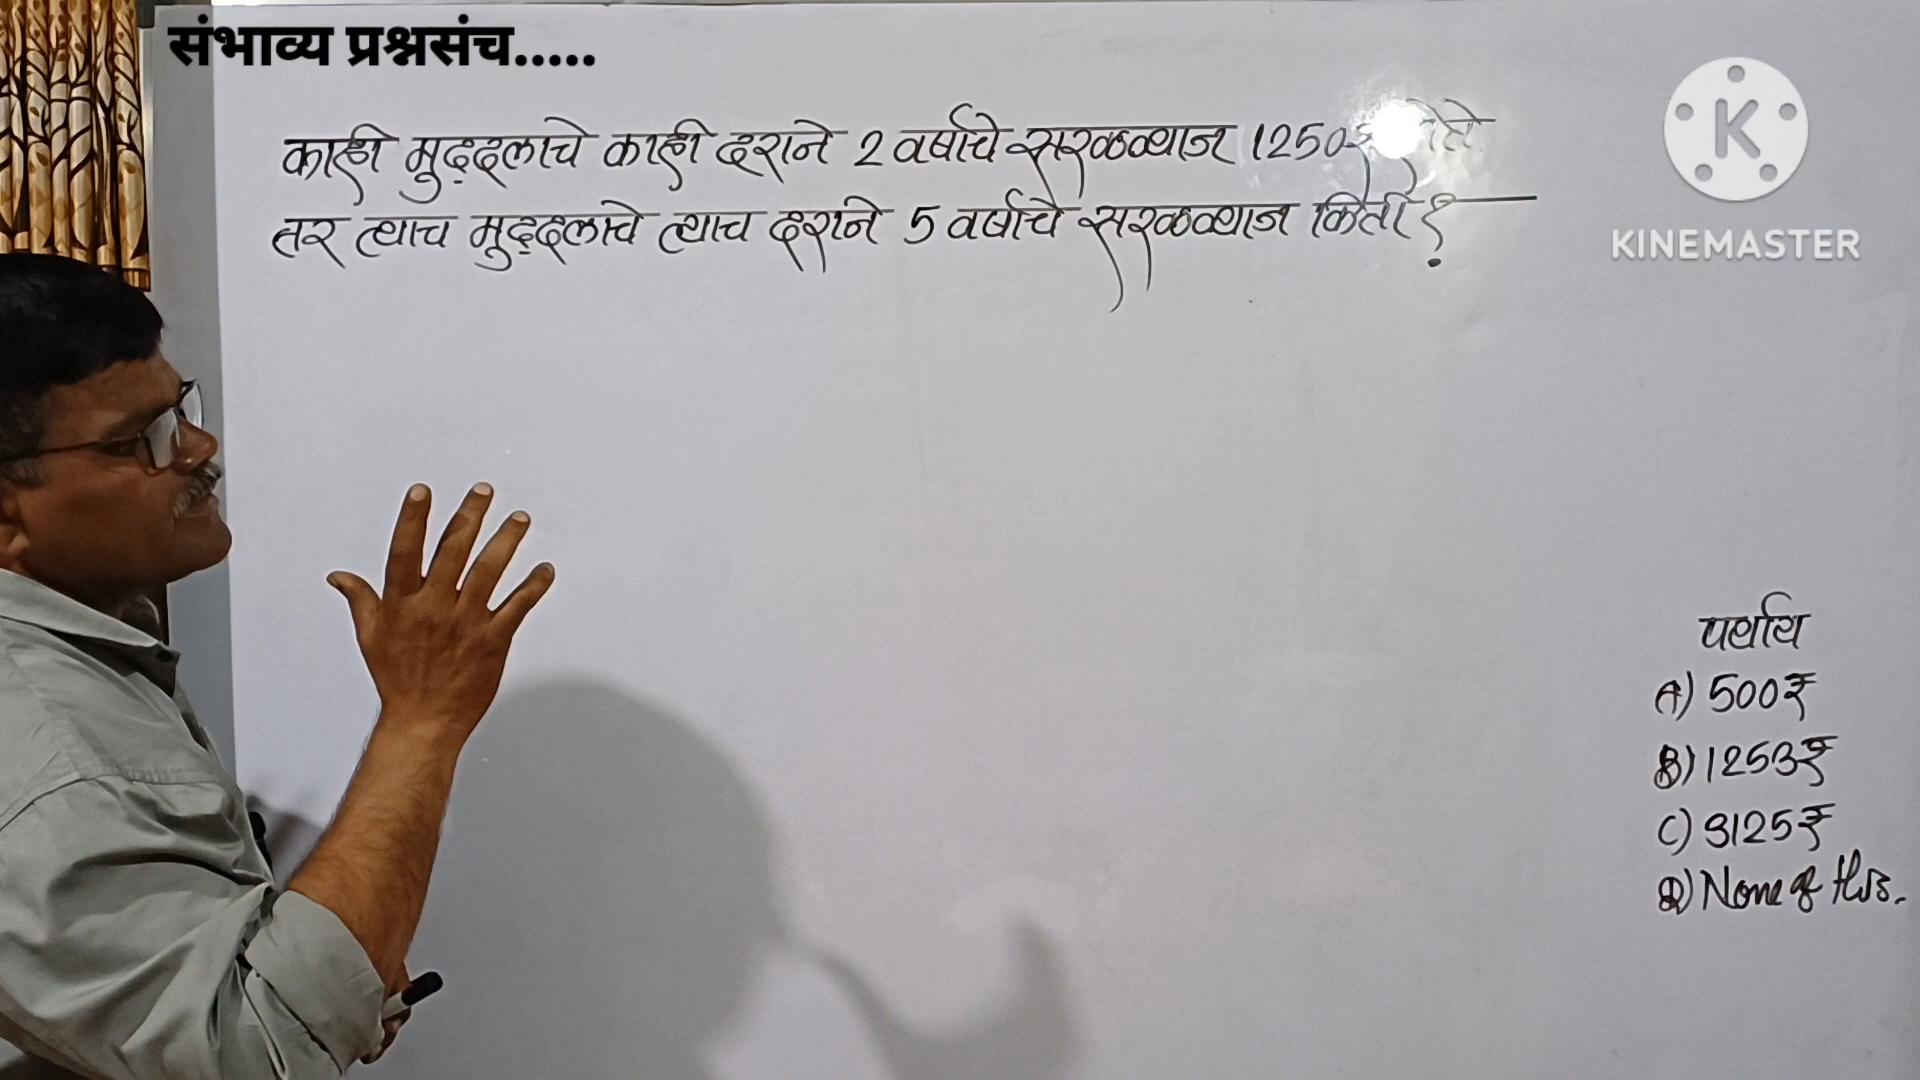 संभाव्य प्रश्नसंच.....
काही मुद्दलाचे काही दराने 2 वर्षाचे सरळव्याज 1250₹
तर त्याच मुद्दलाचे त्याच दराने 5 वर्षाचे सरळव्याज किती?
K
KINEMASTER
पर्याय
A) 500₹
B) 1253₹
C) 3125₹
D) None of this.